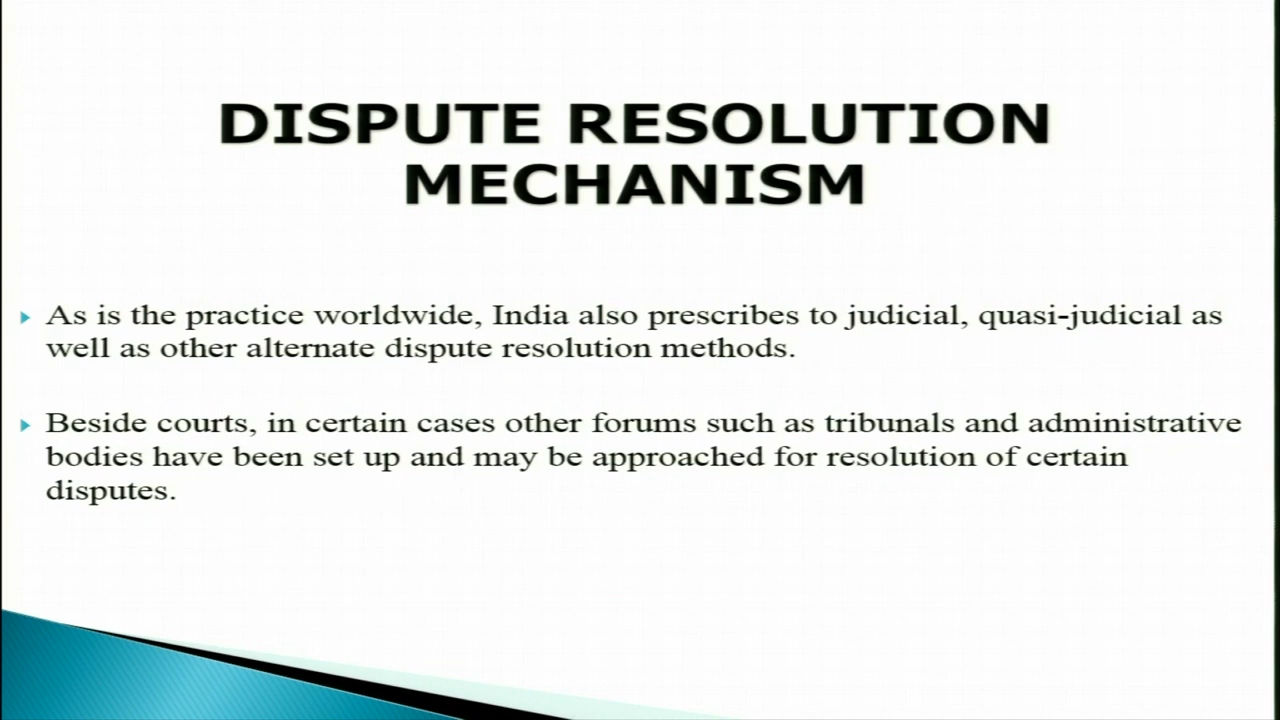 DISPUTE RESOLUTION
MECHANISM
As is the practice worldwide, India also prescribes to judicial, quasi-judicial as
well as other alternate dispute resolution methods.
Beside courts, in certain cases other forums such as tribunals and administrative
bodies have been set up and may be approached for resolution of certain
disputes.